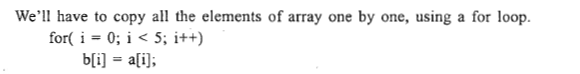 We'll have to copy all the elements of array one by one, using a for loop.
for( i = 0; i < 5; i++)
b[i] = a[i];